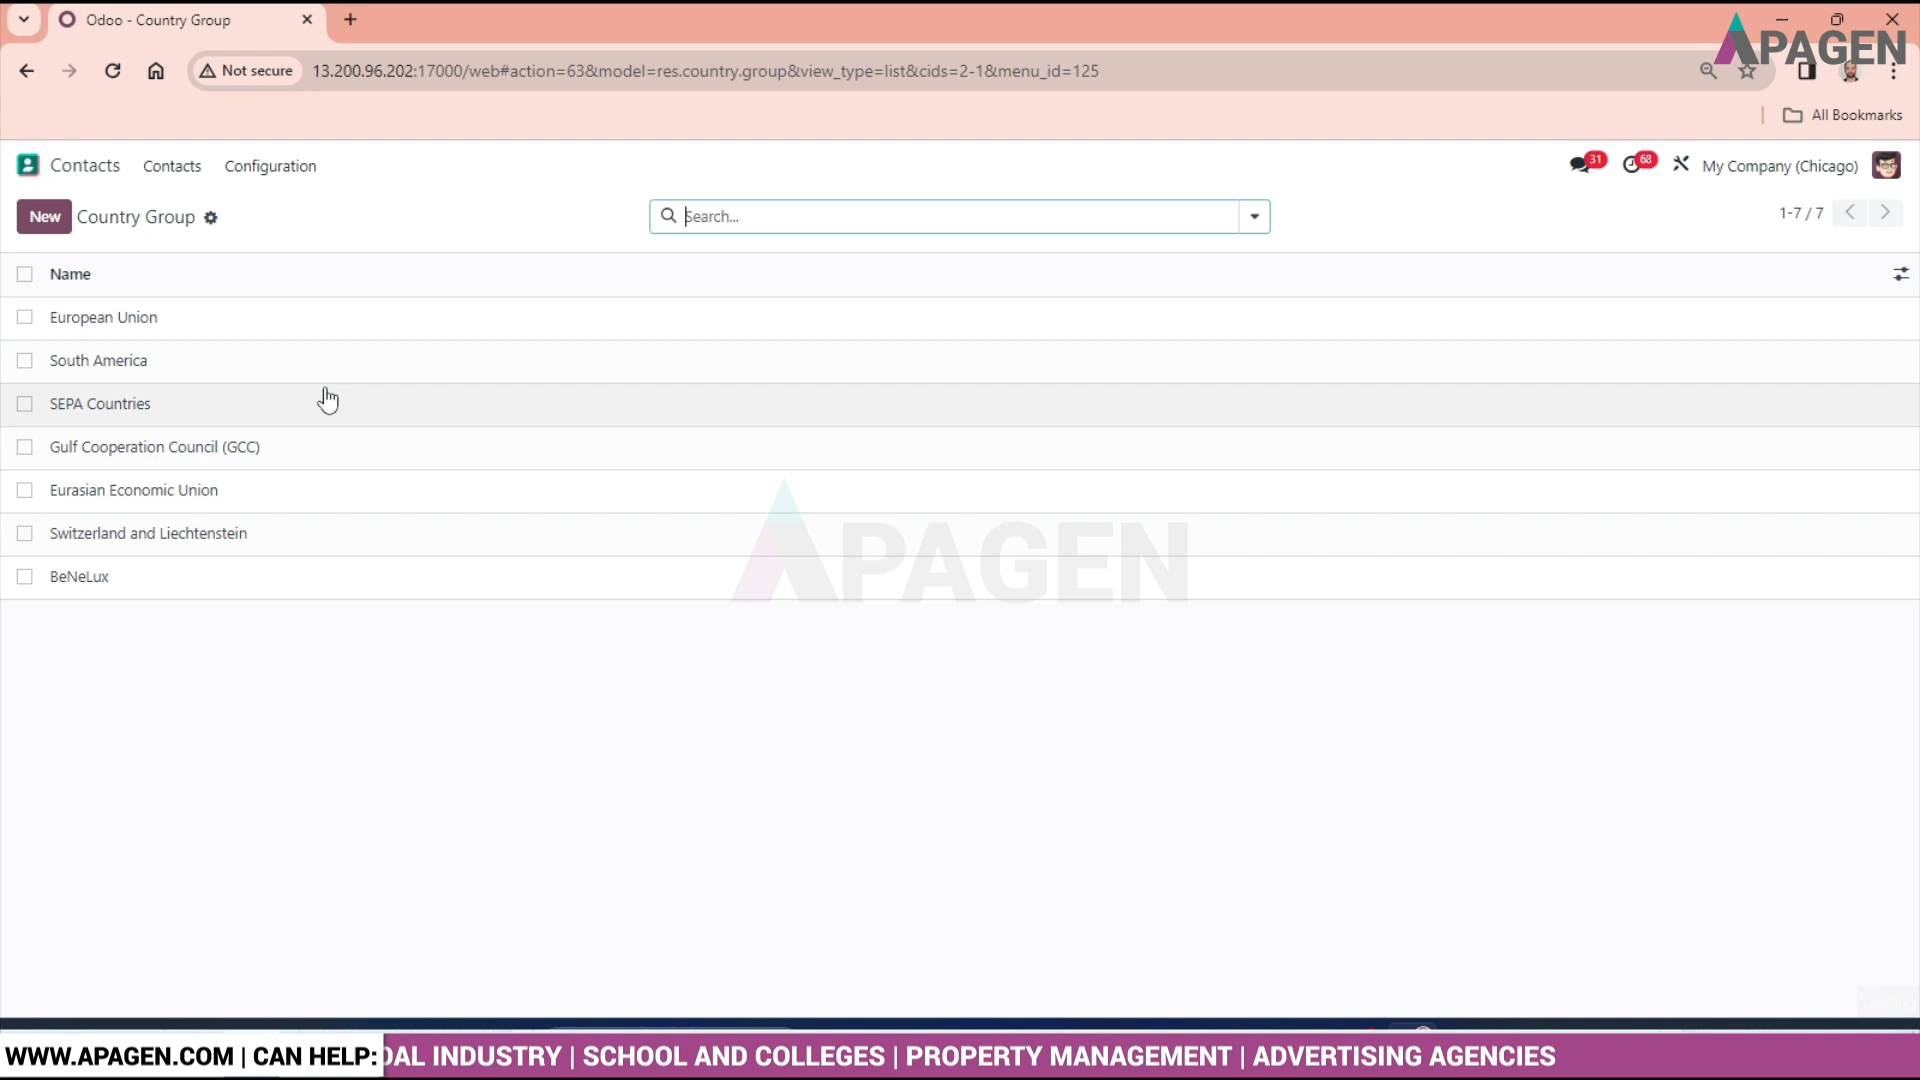 Odoo - Country Group
APAGEN
Not secure
13.200.96.202:17000/web#action=63&model=res.country.group&view_type=list&cids=2-1&menu_id=125
All Bookmarks
Contacts Contacts Configuration
31 68 My Company (Chicago)
New Country Group Search... 1-7 / 7
Name
European Union
South America
SEPA Countries
Gulf Cooperation Council (GCC)
Eurasian Economic Union
Switzerland and Liechtenstein
BeNeLux
APAGEN
WWW.APAGEN.COM | CAN HELP: DAL INDUSTRY | SCHOOL AND COLLEGES | PROPERTY MANAGEMENT | ADVERTISING AGENCIES